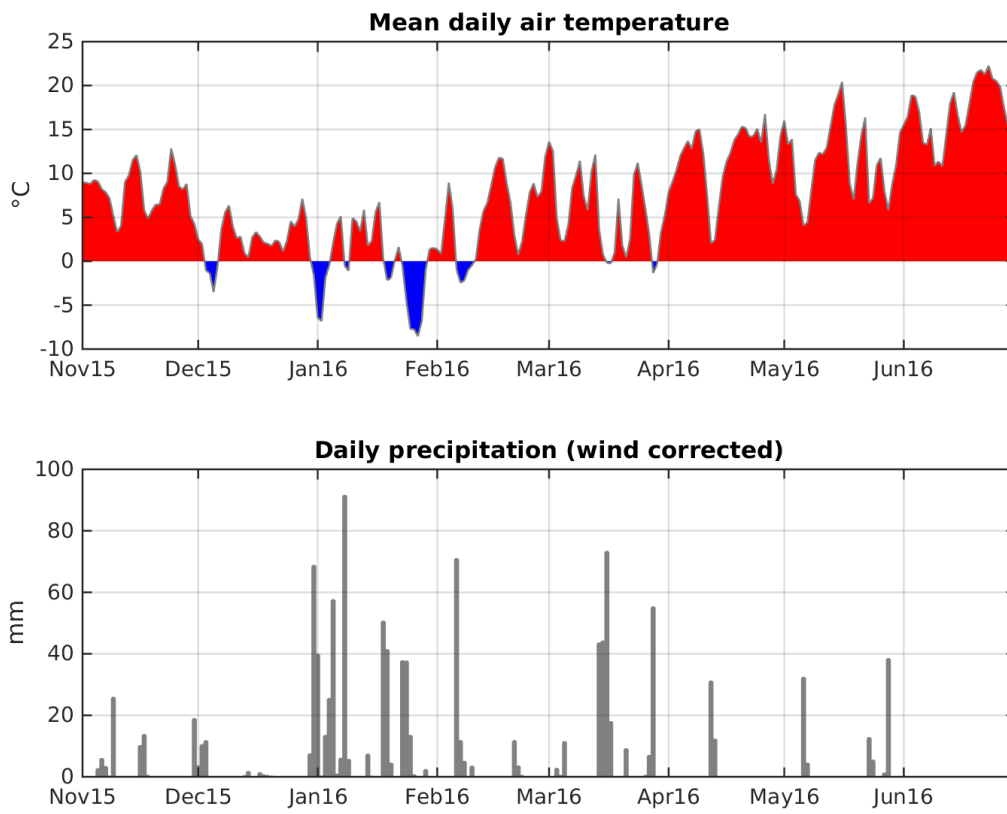 Mean daily air temperature
25
20
15
10
5
0
-5
-10
°C
Nov15 Dec15 Jan16 Feb16 Mar16 Apr16 May16 Jun16
Daily precipitation (wind corrected)
100
80
60
40
20
0
mm
Nov15 Dec15 Jan16 Feb16 Mar16 Apr16 May16 Jun16